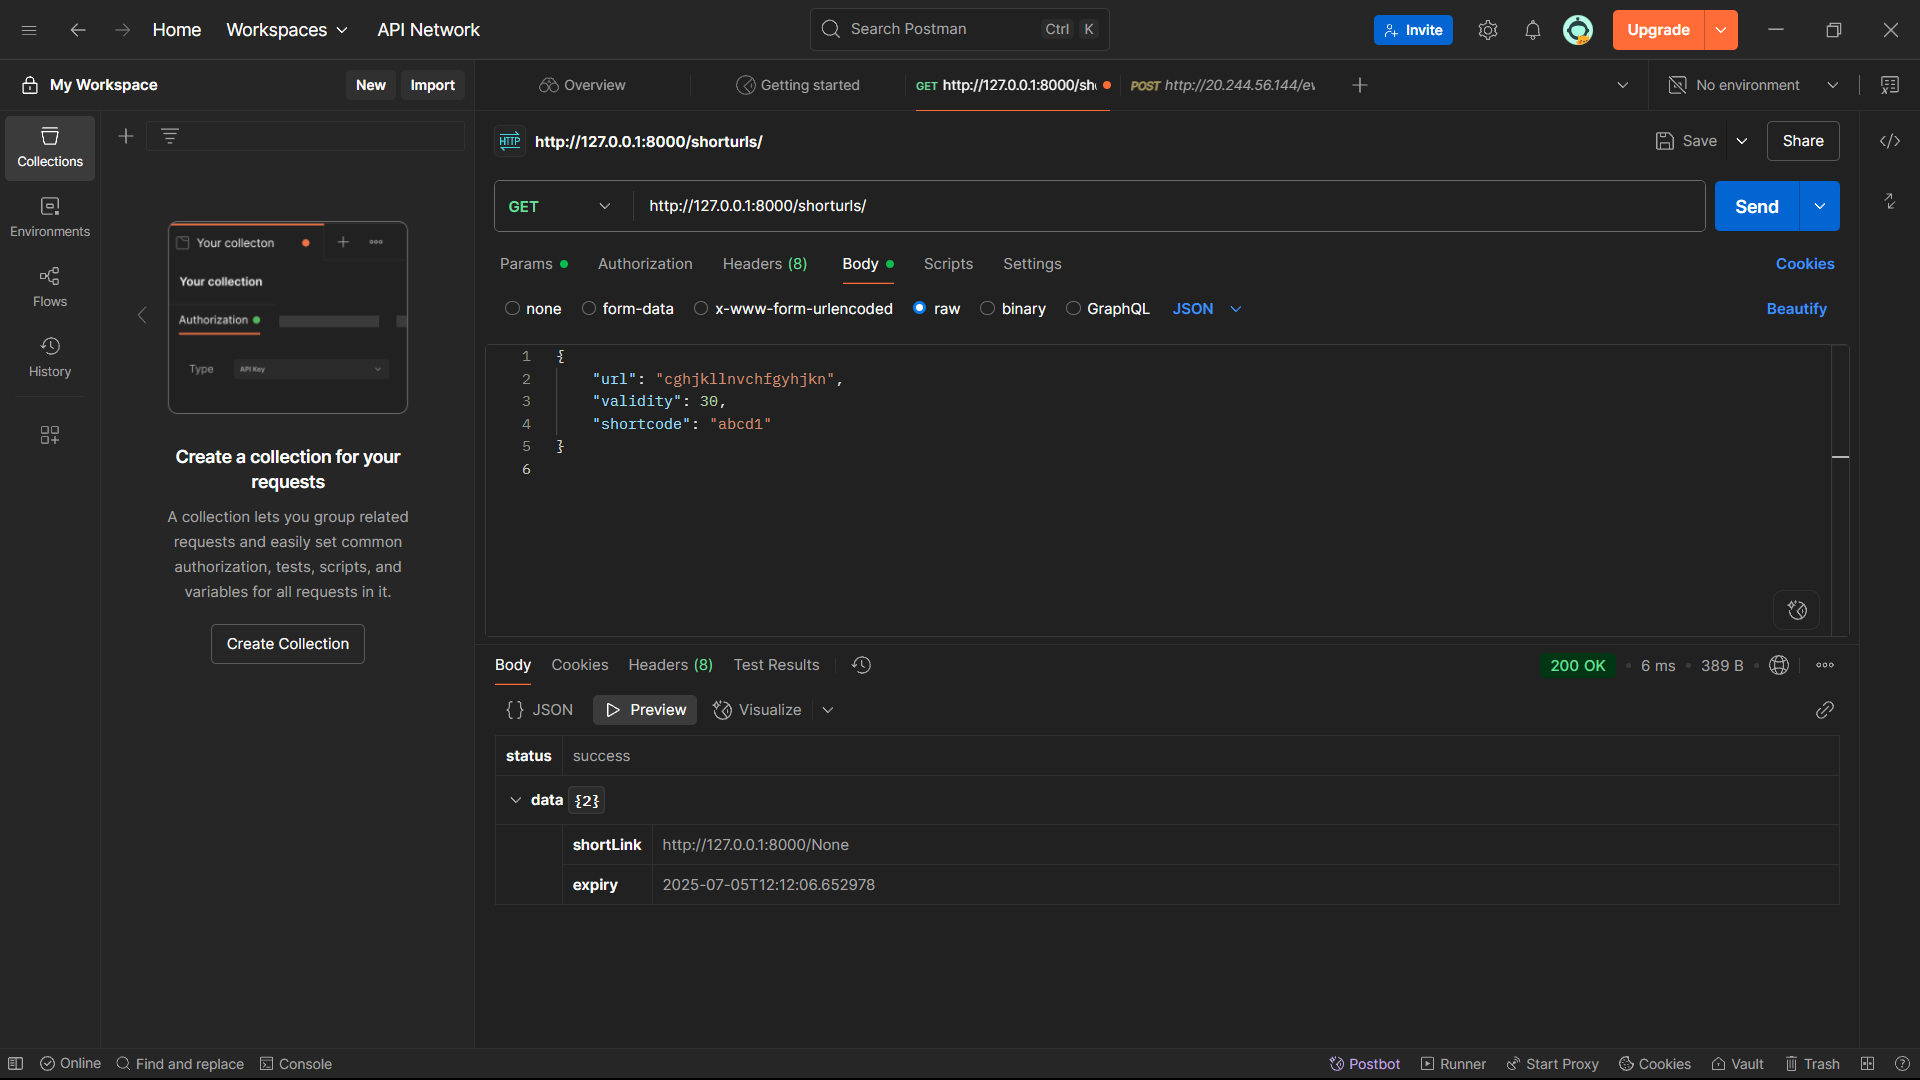 Home Workspaces API Network
Search Postman Ctrl K
Invite Upgrade
My Workspace New Import
Overview Getting started GET http://127.0.0.1:8000/sh POST http://20.244.56.144/ev No environment
Collections
Environments
Flows
History
Your collecton
Your collection
Authorization
Type API Key
Create a collection for your
requests
A collection lets you group related
requests and easily set common
authorization, tests, scripts, and
variables for all requests in it.
Create Collection
HTTP http://127.0.0.1:8000/shorturls/ Save Share
GET http://127.0.0.1:8000/shorturls/ Send
Params Authorization Headers (8) Body Scripts Settings Cookies
none form-data x-www-form-urlencoded raw binary GraphQL JSON Beautify
1 {
2 "url": "cghjkllnvchfgyhjkn",
3 "validity": 30,
4 "shortcode": "abcd1"
5 }
6
Body Cookies Headers (8) Test Results 200 OK 6 ms 389 B
{} JSON Preview Visualize
status success
data {2}
shortLink http://127.0.0.1:8000/None
expiry 2025-07-05T12:12:06.652978
Online Find and replace Console Postbot Runner Start Proxy Cookies Vault Trash